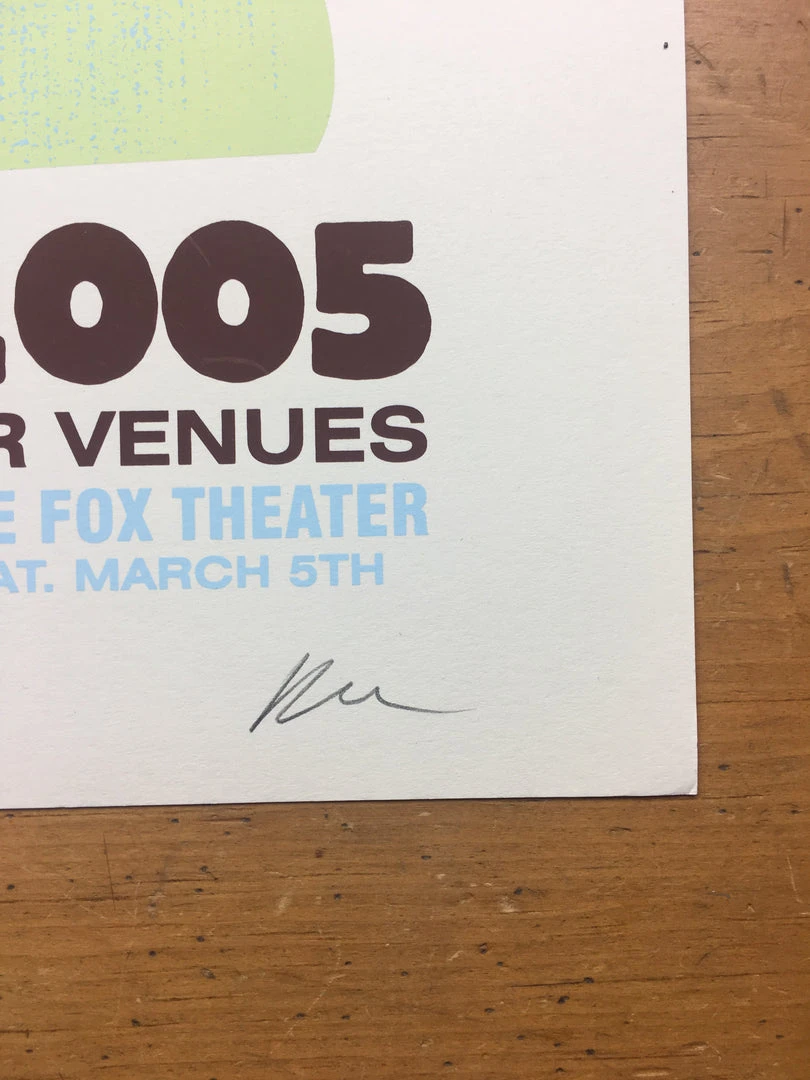 .005
R VENUES
E FOX THEATER
AT. MARCH 5TH